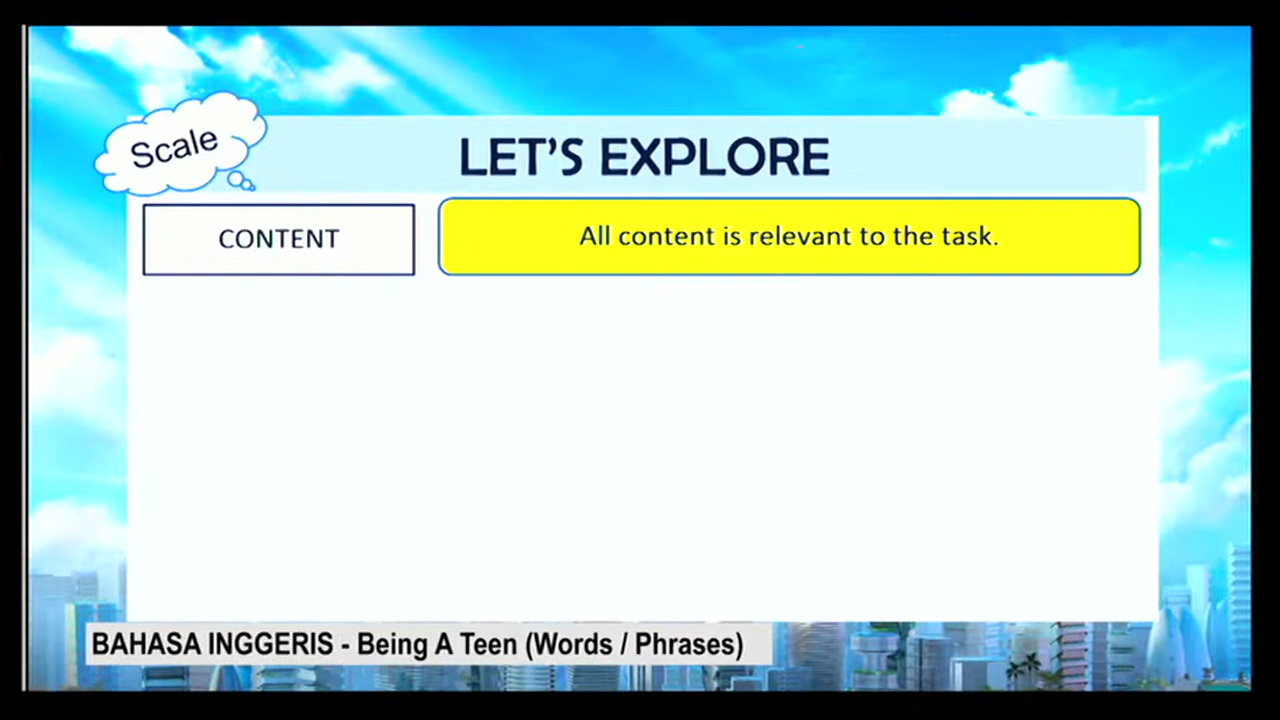 Scale
LET'S EXPLORE
CONTENT
All content is relevant to the task.
BAHASA INGGERIS - Being A Teen (Words / Phrases)